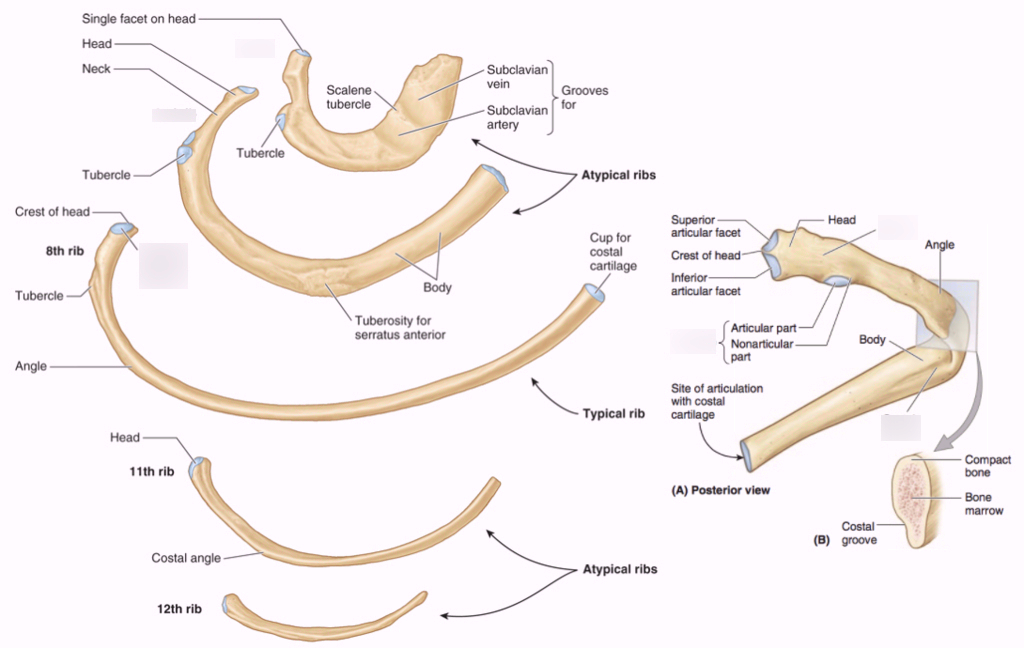 Single facet on head
Head
Neck
Tubercle
Scalene
tubercle
Tubercle
Subclavian
vein
Subclavian
artery
Grooves
for
Atypical ribs
Crest of head
8th rib
Tubercle
Angle
Body
Tuberosity for
serratus anterior
Cup for
costal
cartilage
Typical rib
Head
11th rib
Costal angle
12th rib
Atypical ribs
Superior
articular facet
Crest of head
Inferior
articular facet
Head
Angle
Articular part
Nonarticular
part
Body
Site of articulation
with costal
cartilage
(A) Posterior view
Compact
bone
Bone
marrow
Costal
groove
(B)